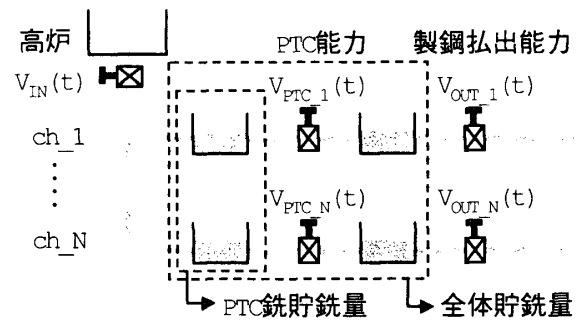 高炉 PTC能力 製鋼払出能力
V_IN(t) V_PTC_1(t) V_OUT_1(t)
ch_1
V_PTC_N(t) V_OUT_N(t)
ch_N
PTC銑貯銑量 全体貯銑量